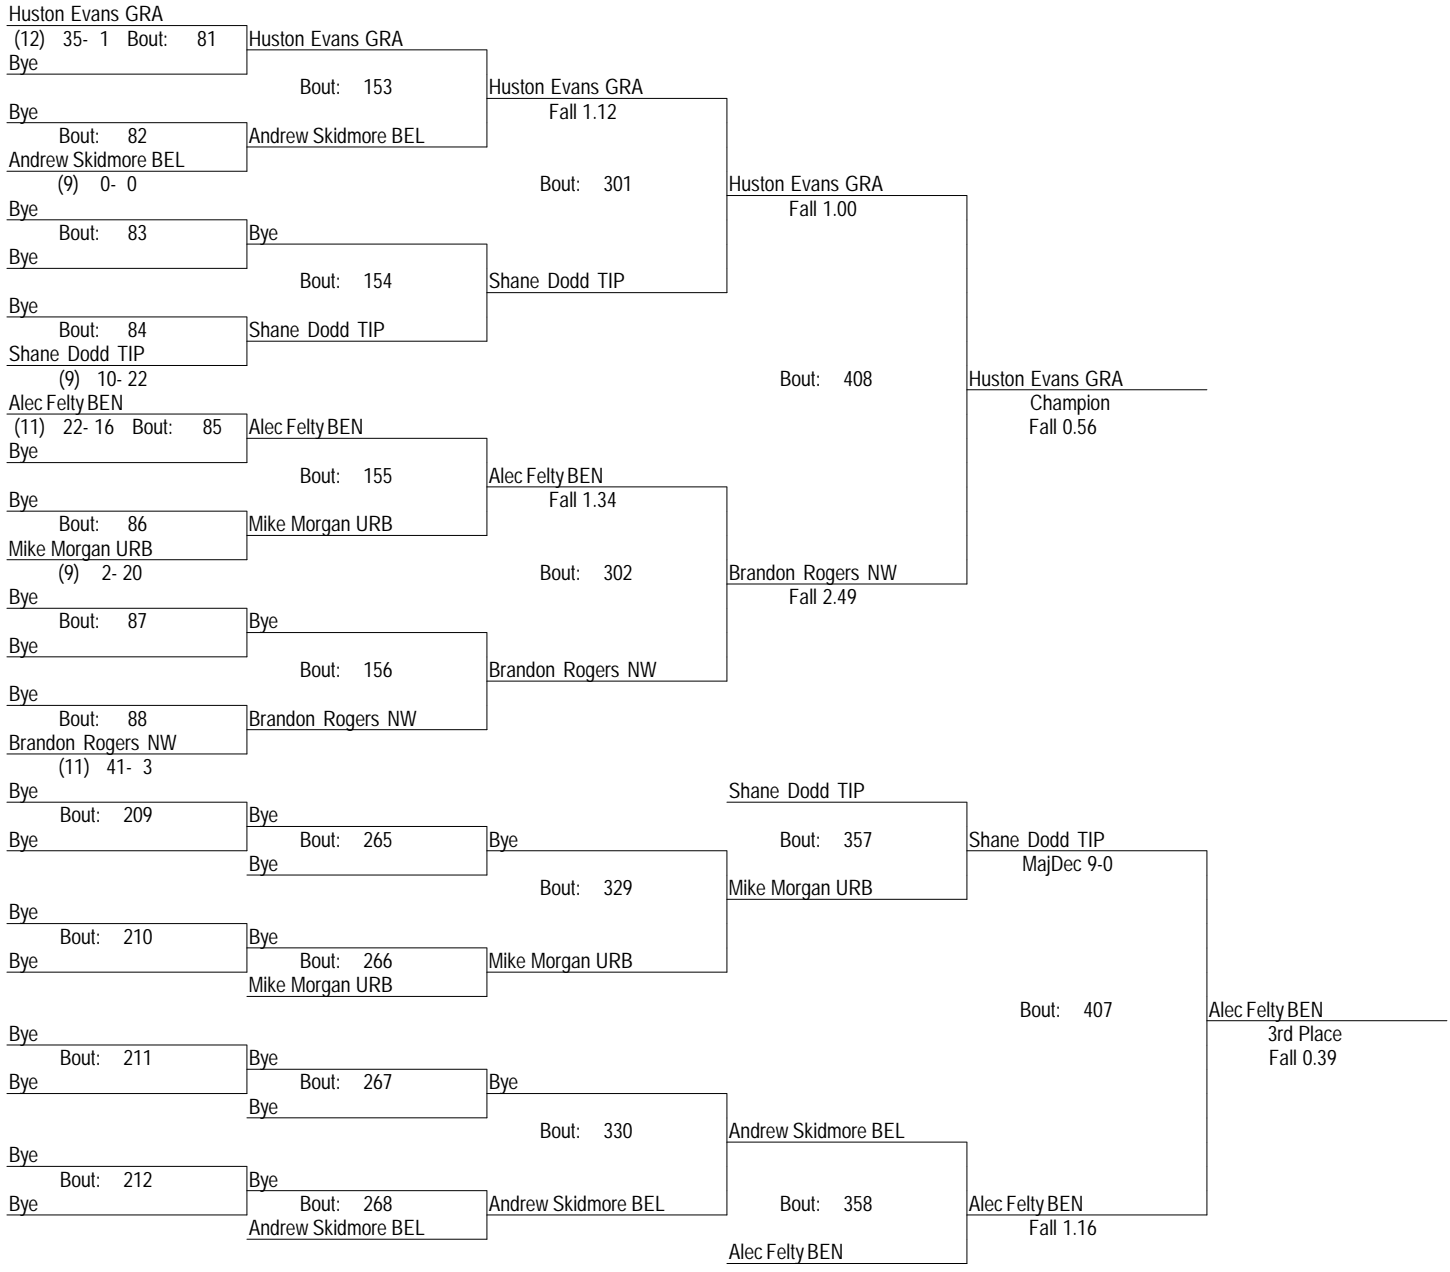 Huston Evans GRA
(12) 35- 1 Bout: 81 Huston Evans GRA
Bye
Bout: 153 Huston Evans GRA
Bye Fall 1.12
Bout: 82 Andrew Skidmore BEL
Andrew Skidmore BEL
(9) 0- 0 Bout: 301 Huston Evans GRA
Bye Fall 1.00
Bout: 83 Bye
Bye
Bout: 154 Shane Dodd TIP
Bye
Bout: 84 Shane Dodd TIP
Shane Dodd TIP
(9) 10- 22 Bout: 408 Huston Evans GRA
Alec Felty BEN Champion
(11) 22- 16 Bout: 85 Alec Felty BEN Fall 0.56
Bye
Bout: 155 Alec Felty BEN
Bye Fall 1.34
Bout: 86 Mike Morgan URB
Mike Morgan URB
(9) 2- 20 Bout: 302 Brandon Rogers NW
Bye Fall 2.49
Bout: 87 Bye
Bye
Bout: 156 Brandon Rogers NW
Bye
Bout: 88 Brandon Rogers NW
Brandon Rogers NW
(11) 41- 3
Bye Shane Dodd TIP
Bout: 209 Bye
Bye Bout: 265 Bye Bout: 357 Shane Dodd TIP
Bye MajDec 9-0
Bout: 329 Mike Morgan URB
Bye
Bout: 210 Bye
Bye Bout: 266 Mike Morgan URB
Mike Morgan URB
Bout: 407 Alec Felty BEN
Bye 3rd Place
Bout: 211 Bye Fall 0.39
Bye Bout: 267 Bye
Bye
Bout: 330 Andrew Skidmore BEL
Bye
Bout: 212 Bye
Bye Bout: 268 Andrew Skidmore BEL Bout: 358 Alec Felty BEN
Andrew Skidmore BEL Fall 1.16
Alec Felty BEN